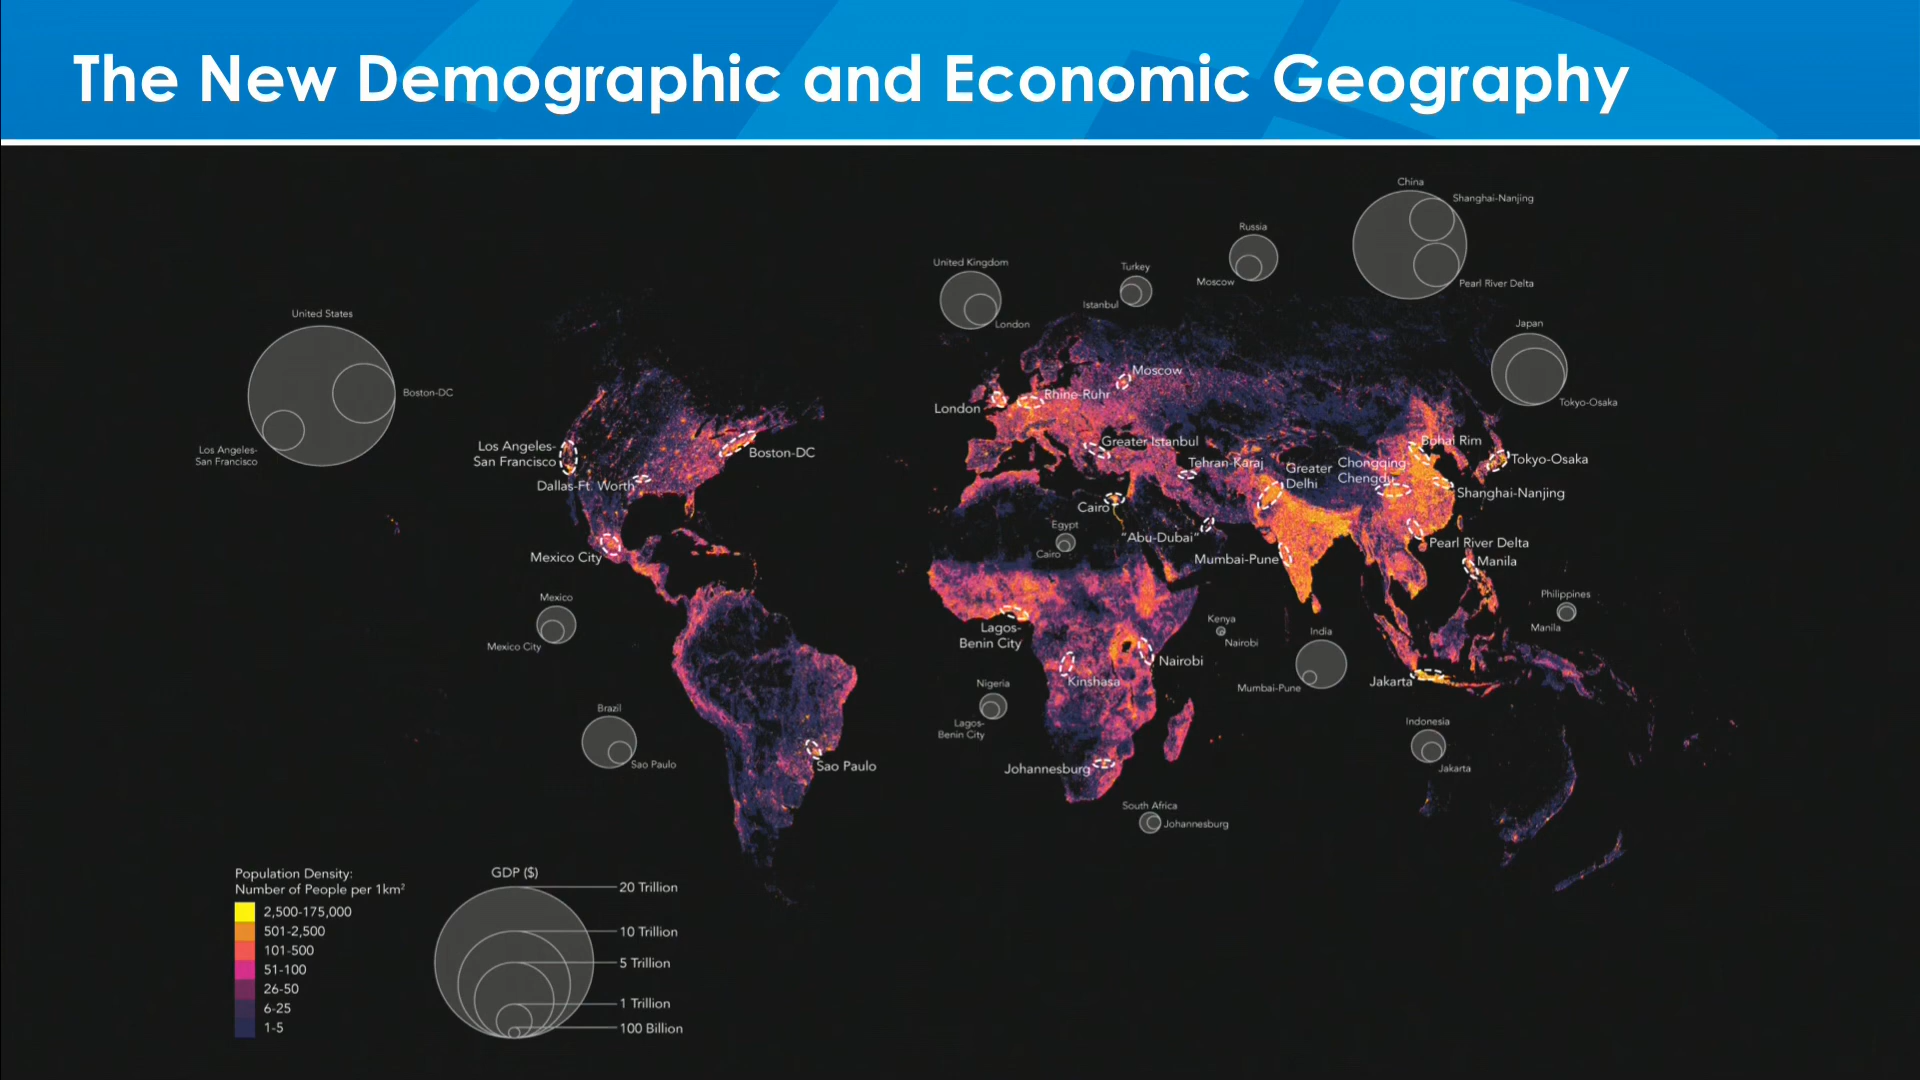 The New Demographic and Economic Geography
China
Shanghai-Nanjing
Pearl River Delta
Russia
Moscow
United Kingdom
London
Turkey
Istanbul
United States
Boston-DC
Los Angeles-
San Francisco
Japan
Tokyo-Osaka
Moscow
London
Rhine-Ruhr
Greater Istanbul
Tehran-Karaj
Greater
Delhi
Chongqing-
Chengdu
Bohai Rim
Tokyo-Osaka
Shanghai-Nanjing
Los Angeles-
San Francisco
Boston-DC
Dallas-Ft. Worth
Cairo
Egypt
Cairo
"Abu-Dubai"
Mumbai-Pune
Pearl River Delta
Manila
Mexico City
Mexico
Mexico City
Philippines
Manila
Lagos-
Benin City
Kenya
Nairobi
India
Mumbai-Pune
Nairobi
Kinshasa
Jakarta
Nigeria
Lagos-
Benin City
Brazil
Sao Paulo
Sao Paulo
Indonesia
Jakarta
Johannesburg
South Africa
Johannesburg
Population Density:
Number of People per 1km²
2,500-175,000
501-2,500
101-500
51-100
26-50
6-25
1-5
GDP ($)
20 Trillion
10 Trillion
5 Trillion
1 Trillion
100 Billion